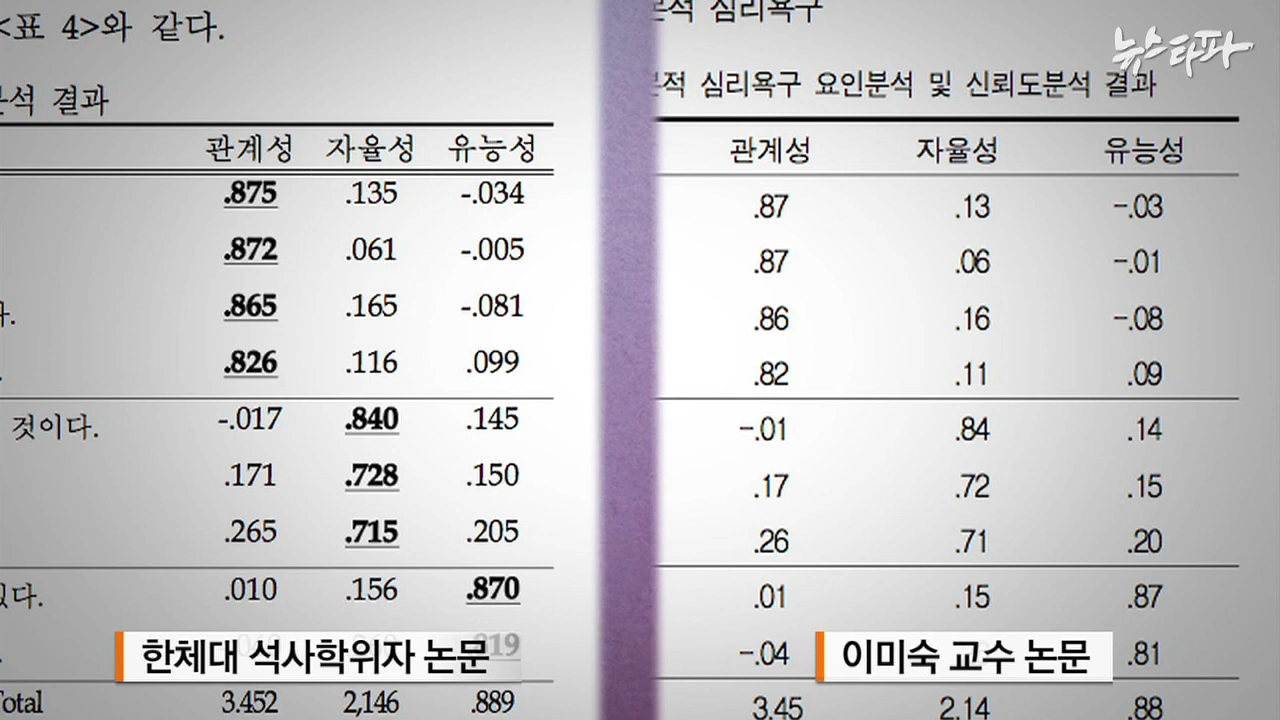 <표 4>와 같다.
분석 결과
관계성 자율성 유능성
.875 .135 -.034
.872 .061 -.005
.865 .165 -.081
.826 .116 .099
것이다. -.017 .840 .145
.171 .728 .150
.265 .715 .205
있다. .010 .156 .870
.819
Total 3.452 2,146 .889
한체대 석사학위자 논문
뉴스타파
심리욕구
심리욕구 요인분석 및 신뢰도분석 결과
관계성 자율성 유능성
.87 .13 -.03
.87 .06 -.01
.86 .16 -.08
.82 .11 .09
-.01 .84 .14
.17 .72 .15
.26 .71 .20
.01 .15 .87
-.04 .81
3.45 2.14 .88
이미숙 교수 논문